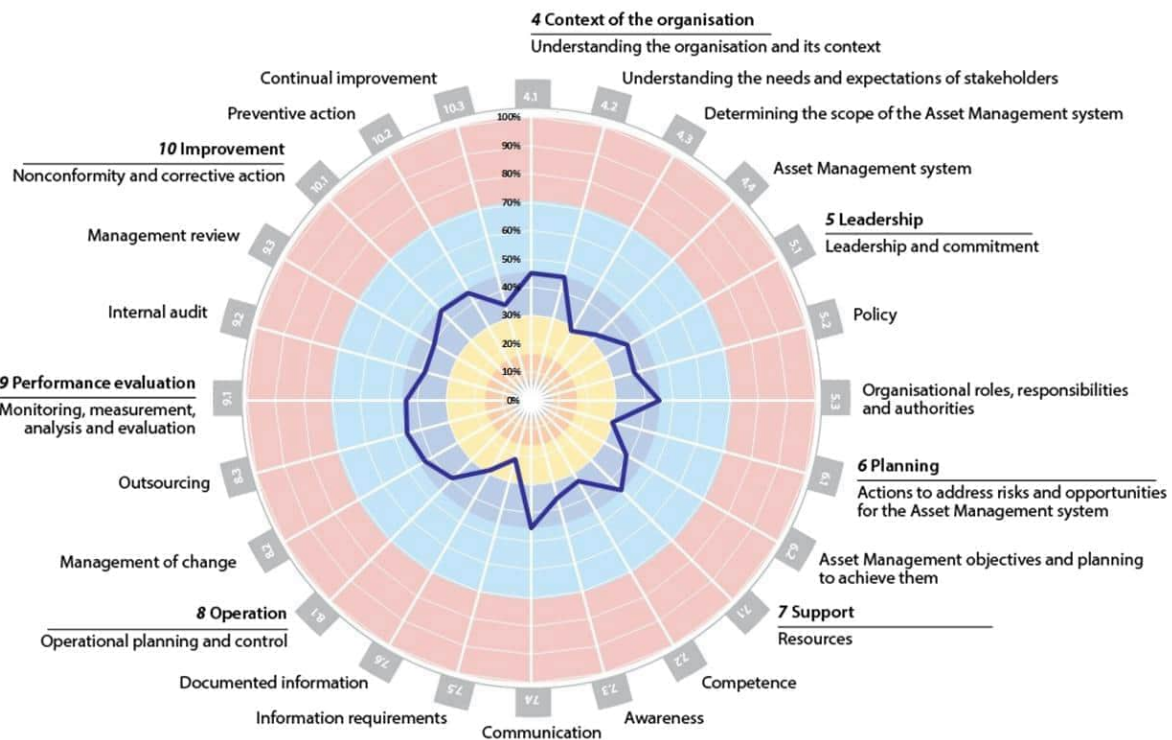 4 Context of the organisation
Understanding the organisation and its context
Understanding the needs and expectations of stakeholders
Determining the scope of the Asset Management system
Asset Management system
5 Leadership
Leadership and commitment
Policy
Organisational roles, responsibilities
and authorities
6 Planning
Actions to address risks and opportunities
for the Asset Management system
Asset Management objectives and planning
to achieve them
7 Support
Resources
Competence
Awareness
Communication
Information requirements
Documented information
8 Operation
Operational planning and control
Management of change
Outsourcing
9 Performance evaluation
Monitoring, measurement,
analysis and evaluation
Internal audit
Management review
10 Improvement
Nonconformity and corrective action
Preventive action
Continual improvement
4.1
4.2
4.3
4.4
5.1
5.2
5.3
6.1
6.2
7.1
7.2
7.3
7.4
7.5
7.6
8.1
8.2
8.3
9.1
9.2
9.3
10.1
10.2
10.3
100%
90%
80%
70%
60%
50%
40%
30%
20%
10%
0%